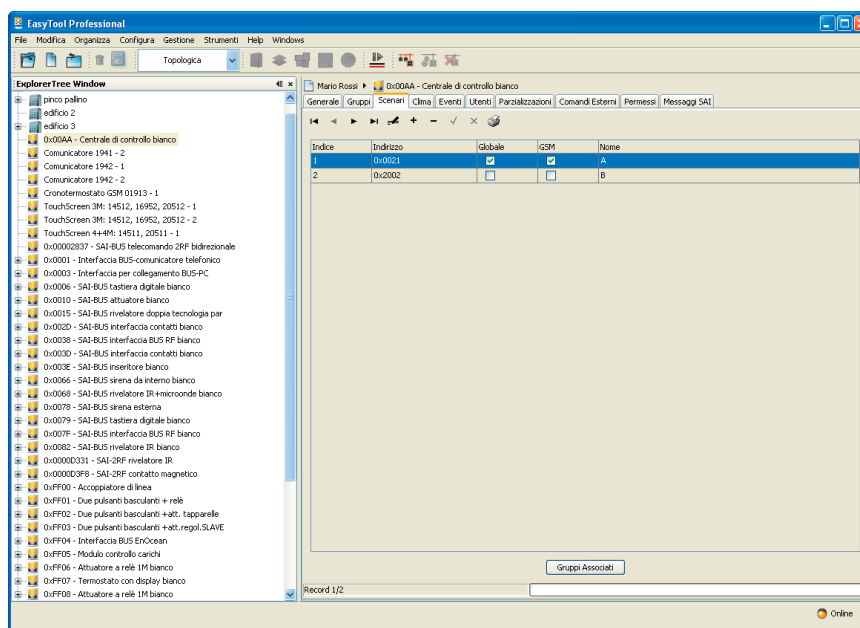 EasyTool Professional
File Modifica Organizza Configura Gestione Strumenti Help Windows
Topologica
ExplorerTree Window
pinco pallino
edificio 2
edificio 3
0x00AA - Centrale di controllo bianco
Comunicatore 1941 - 2
Comunicatore 1942 - 1
Comunicatore 1942 - 2
Cronotermostato GSM 01913 - 1
TouchScreen 3M: 14512, 16952, 20512 - 1
TouchScreen 3M: 14512, 16952, 20512 - 2
TouchScreen 4+4M: 14511, 20511 - 1
0x00002837 - SAI-BUS telecomando 2RF bidirezionale
0x0001 - Interfaccia BUS-comunicatore telefonico
0x0003 - Interfaccia per collegamento BUS-PC
0x0006 - SAI-BUS tastiera digitale bianco
0x0010 - SAI-BUS attuatore bianco
0x0015 - SAI-BUS rivelatore doppia tecnologia par
0x002D - SAI-BUS interfaccia contatti bianco
0x0038 - SAI-BUS interfaccia BUS RF bianco
0x003D - SAI-BUS interfaccia contatti bianco
0x003E - SAI-BUS inseritore bianco
0x0066 - SAI-BUS sirena da interno bianco
0x0068 - SAI-BUS rivelatore IR+microonde bianco
0x0078 - SAI-BUS sirena esterna
0x0079 - SAI-BUS tastiera digitale bianco
0x007F - SAI-BUS interfaccia BUS RF bianco
0x0082 - SAI-BUS rivelatore IR bianco
0x0000D331 - SAI-2RF rivelatore IR
0x0000D3F8 - SAI-2RF contatto magnetico
0xFF00 - Accoppiatore di linea
0xFF01 - Due pulsanti basculanti + relè
0xFF02 - Due pulsanti basculanti +att. tapparelle
0xFF03 - Due pulsanti basculanti +att.regol.SLAVE
0xFF04 - Interfaccia BUS EnOcean
0xFF05 - Modulo controllo carichi
0xFF06 - Attuatore a relè 1M bianco
0xFF07 - Termostato con display bianco
0xFF08 - Attuatore a relè 1M bianco
Mario Rossi 0x00AA - Centrale di controllo bianco
Generale Gruppi Scenari Clima Eventi Utenti Parzializzazioni Comandi Esterni Permessi Messaggi SAI
Indice Indirizzo Globale GSM Nome
1 0x0021 A
2 0x2002 B
Gruppi Associati
Record 1/2
Online